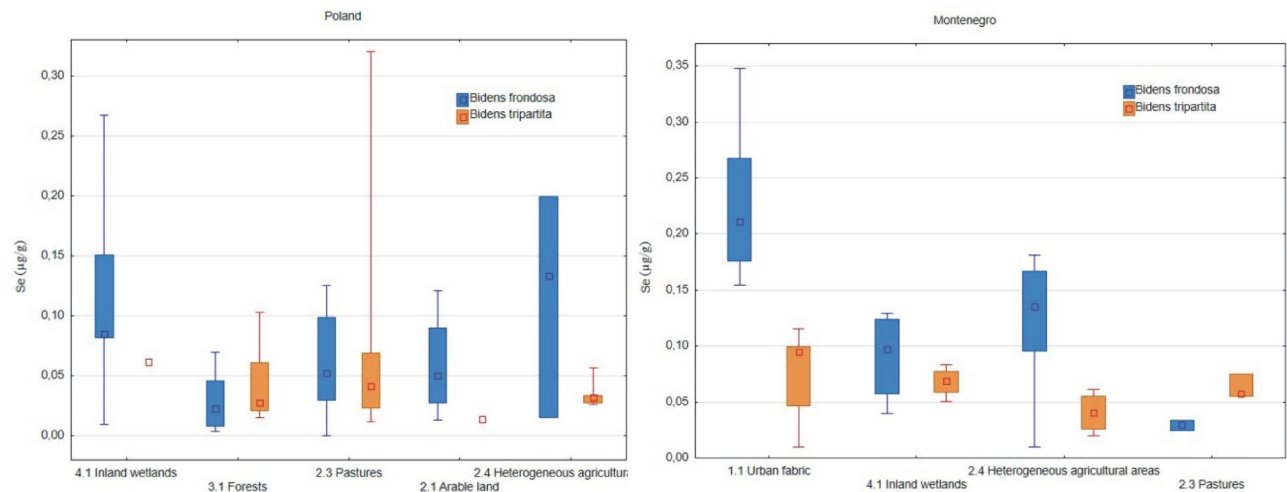 Poland
0,30
0,25
0,20
0,15
0,10
0,05
0,00
Se (µg/g)
Bidens frondosa
Bidens tripartita
4.1 Inland wetlands
3.1 Forests
2.3 Pastures
2.1 Arable land
2.4 Heterogeneous agricultura
Montenegro
0,35
0,30
0,25
0,20
0,15
0,10
0,05
0,00
Se (µg/g)
Bidens frondosa
Bidens tripartita
1.1 Urban fabric
4.1 Inland wetlands
2.4 Heterogeneous agricultural areas
2.3 Pastures